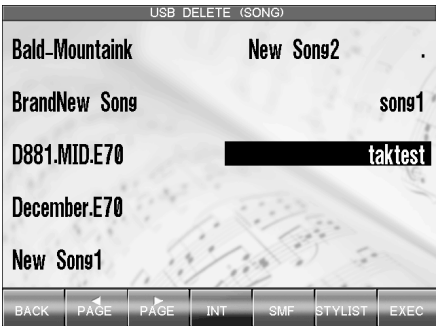 USB DELETE (SONG)
Bald-Mountaink
BrandNew Song
D881.MID.E70
December.E70
New Song1
New Song2 .
song1
taktest
BACK PAGE PAGE INT SMF STYLIST EXEC